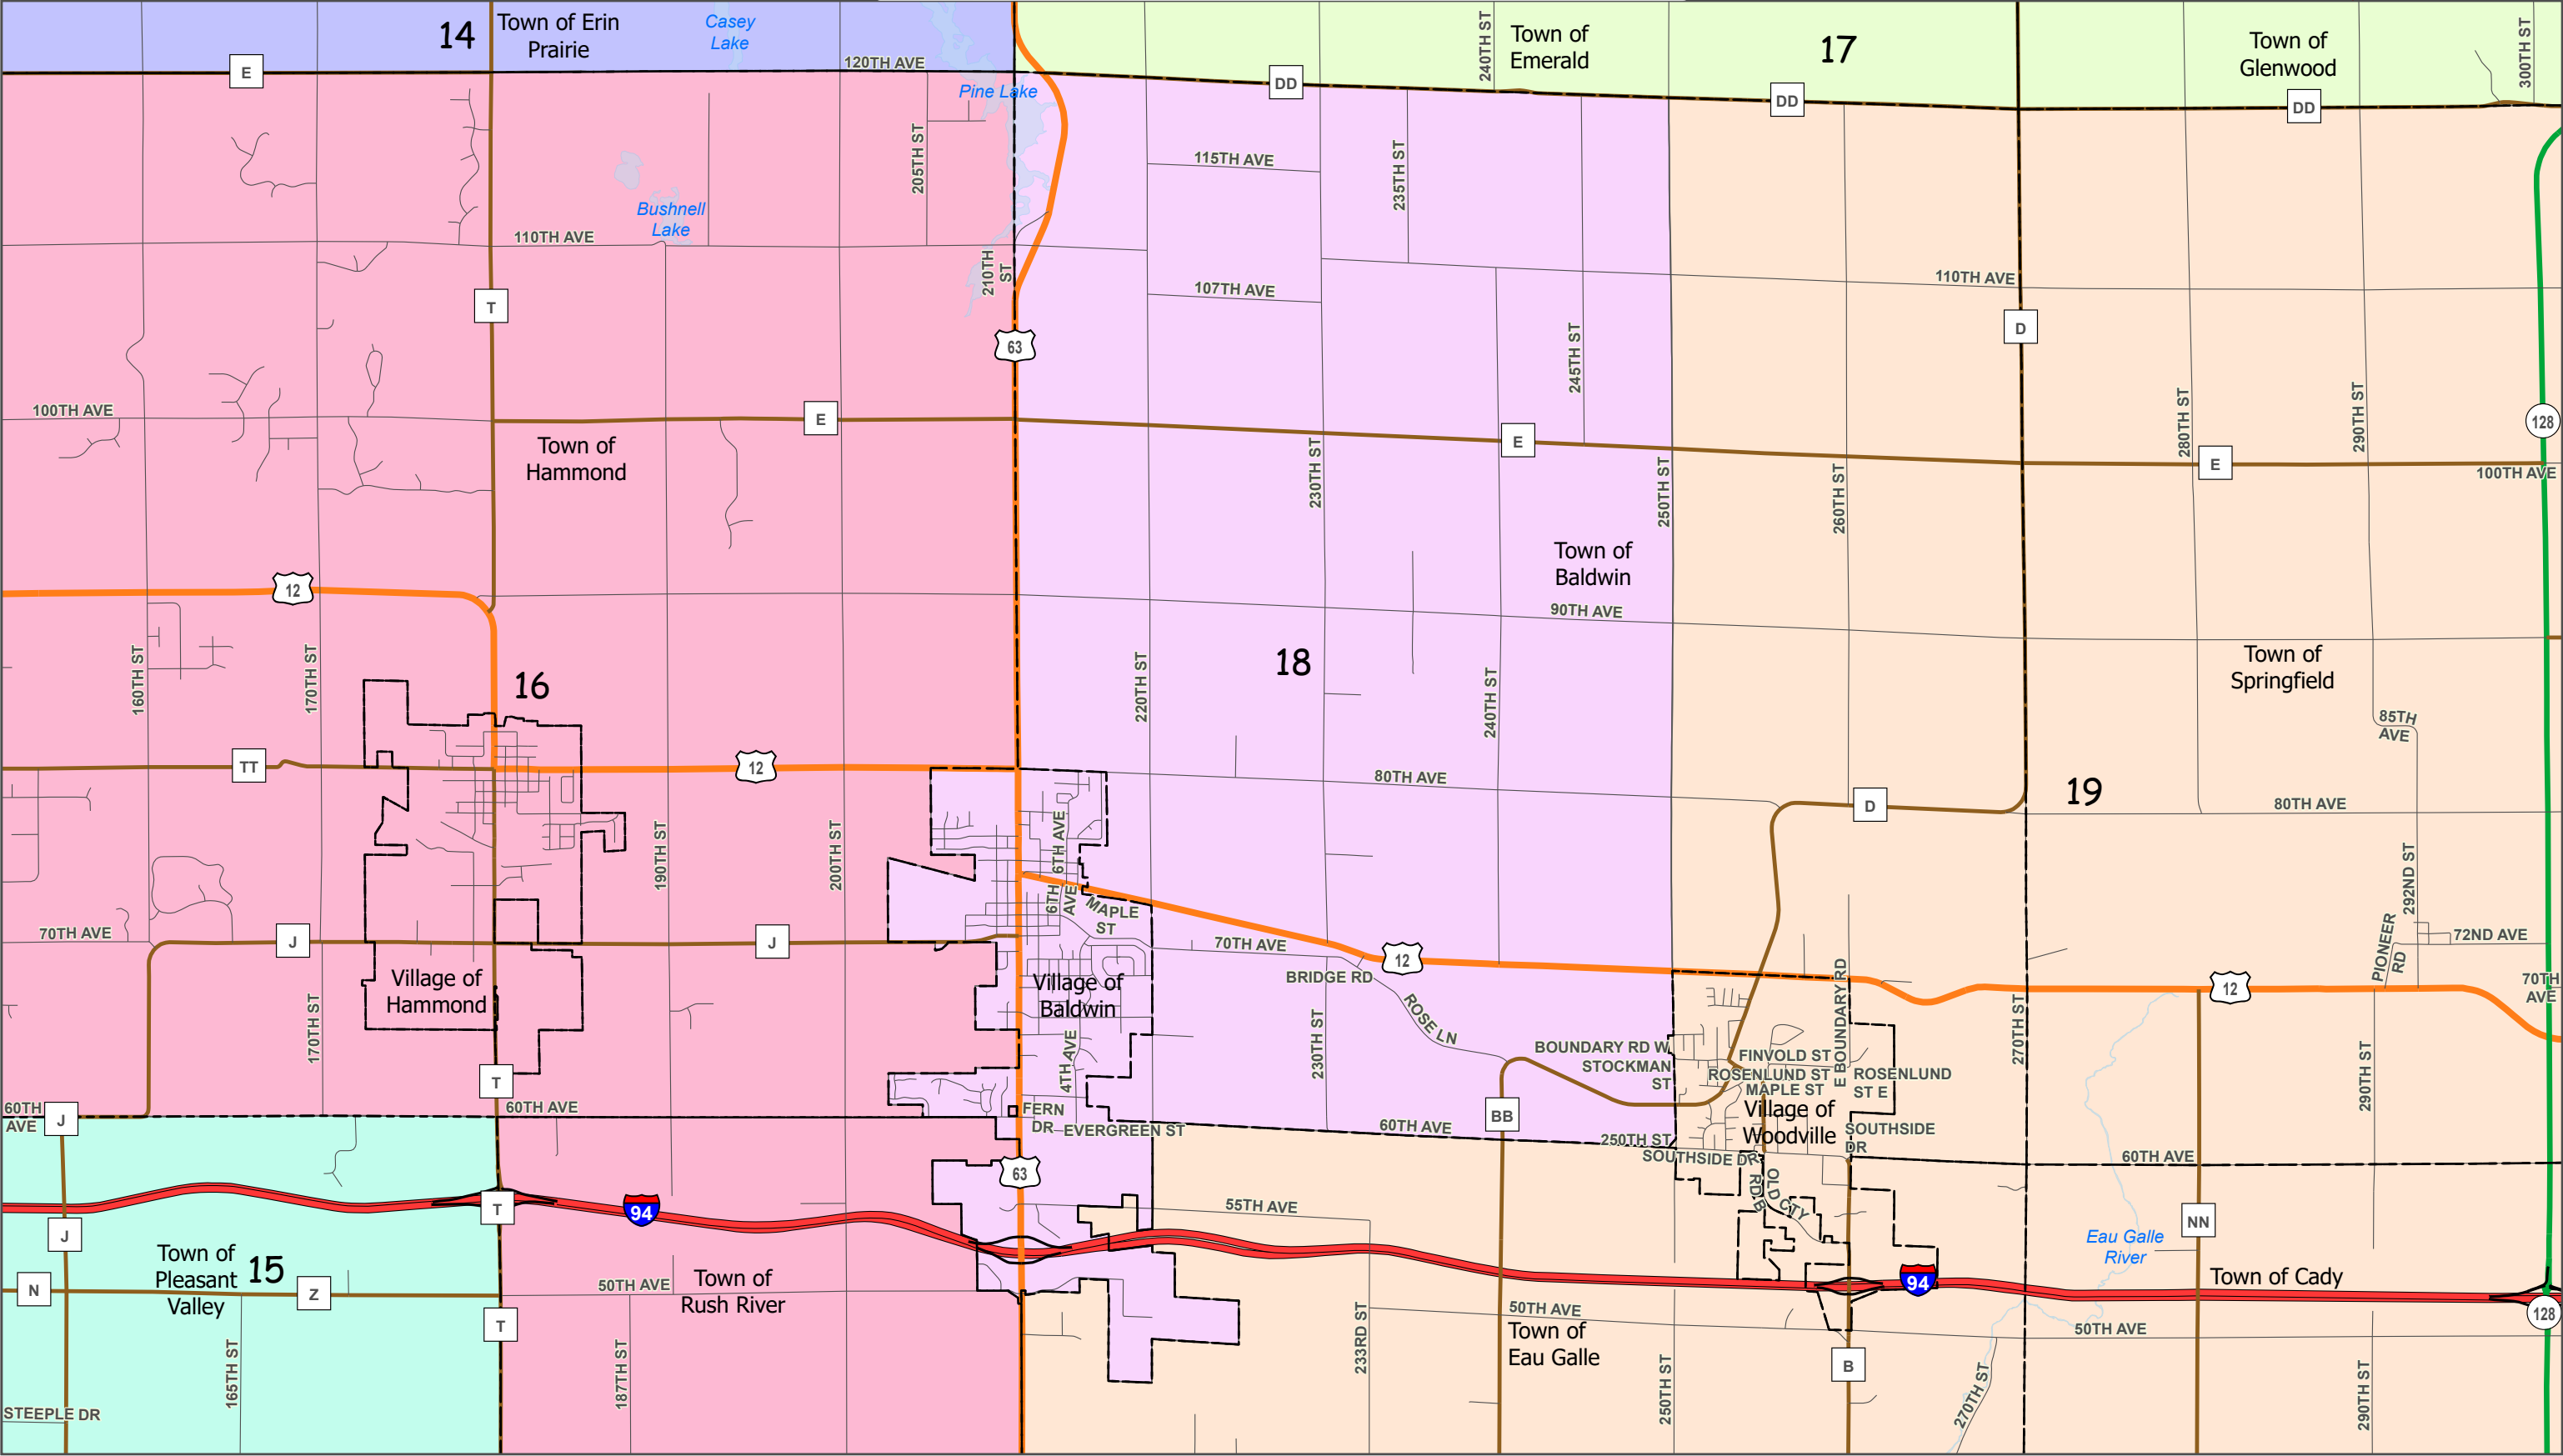 14
Town of Erin
Prairie
Casey
Lake
240TH ST
Town of
Emerald
17
Town of
Glenwood
300TH ST
E
120TH AVE
Pine Lake
DD
DD
DD
205TH ST
115TH AVE
235TH ST
Bushnell
Lake
110TH AVE
210TH
ST
107TH AVE
110TH AVE
T
63
245TH ST
D
100TH AVE
E
E
280TH ST
290TH ST
128
E
100TH AVE
Town of
Hammond
230TH ST
250TH ST
260TH ST
Town of
Baldwin
12
90TH AVE
160TH ST
170TH ST
16
220TH ST
18
240TH ST
Town of
Springfield
85TH
AVE
TT
12
80TH AVE
D
19
80TH AVE
190TH ST
200TH ST
6TH AVE
6TH
AVE
MAPLE
ST
292ND ST
70TH AVE
J
J
70TH AVE
BRIDGE RD
12
E BOUNDARY RD
PIONEER
RD
72ND AVE
70TH
AVE
12
Village of
Hammond
Village of
Baldwin
170TH ST
4TH AVE
230TH ST
ROSE LN
270TH ST
290TH ST
BOUNDARY RD W
STOCKMAN
ST
FINVOLD ST
ROSENLUND ST
MAPLE ST
ROSENLUND
ST E
T
60TH
AVE
J
60TH AVE
FERN
DR
EVERGREEN ST
60TH AVE
BB
Village of
Woodville
250TH ST
SOUTHSIDE DR
SOUTHSIDE
DR
60TH AVE
63
RD B
OLD CTY
RD
T
94
55TH AVE
NN
J
Town of
Pleasant
Valley
15
Eau Galle
River
N
Z
50TH AVE
Town of
Rush River
94
Town of Cady
128
T
165TH ST
187TH ST
233RD ST
50TH AVE
Town of
Eau Galle
50TH AVE
B
250TH ST
270TH ST
290TH ST
STEEPLE DR